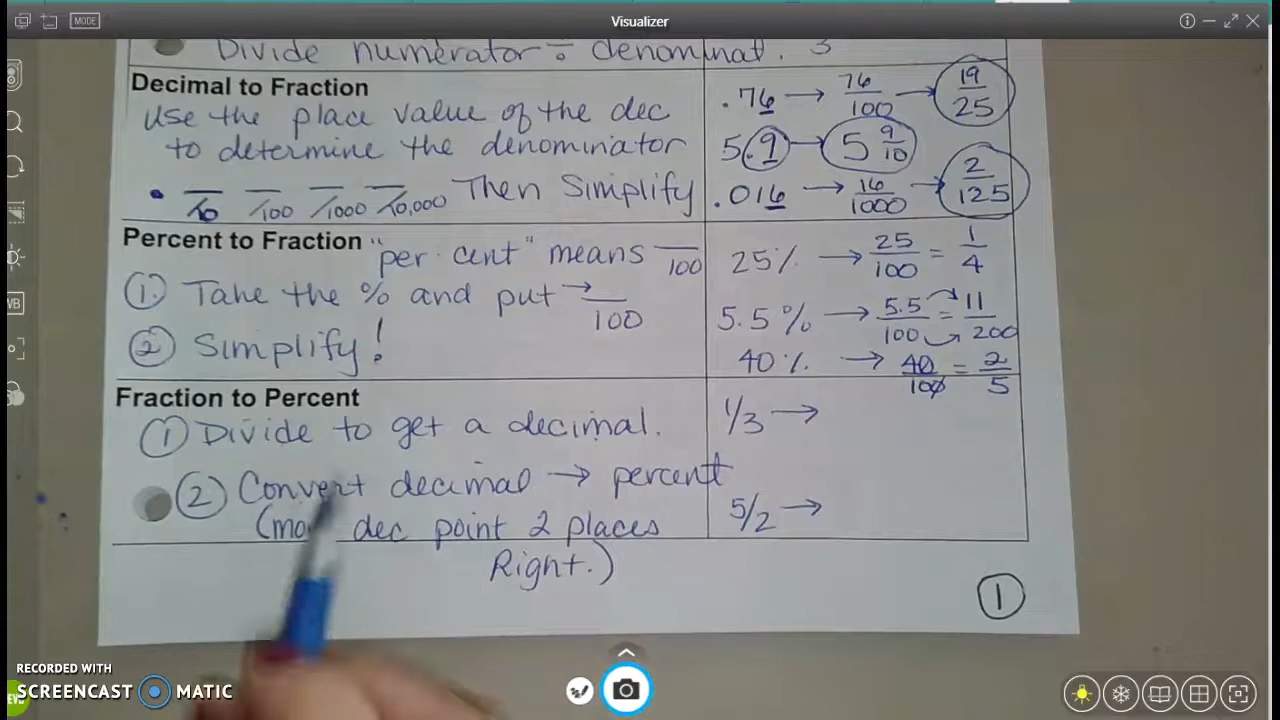 MODE
Visualizer
Divide numerator ÷ denominat. 3
Decimal to Fraction
Use the place value of the dec
to determine the denominator
. /10 /100 /1000 /10,000 Then Simplify
.76 → 76/100 → 19/25
5.9 → 5 9/10
.016 → 16/1000 → 2/125
Percent to Fraction "per cent" means /100
① Take the % and put → /100
② Simplify!
25% → 25/100 = 1/4
5.5% → 5.5/100 = 11/200
40% → 40/100 = 2/5
Fraction to Percent
① Divide to get a decimal.
② Convert decimal → percent
(mov dec point 2 places
Right.)
1/3 →
5/2 →
1
WB
RECORDED WITH
SCREENCAST MATIC